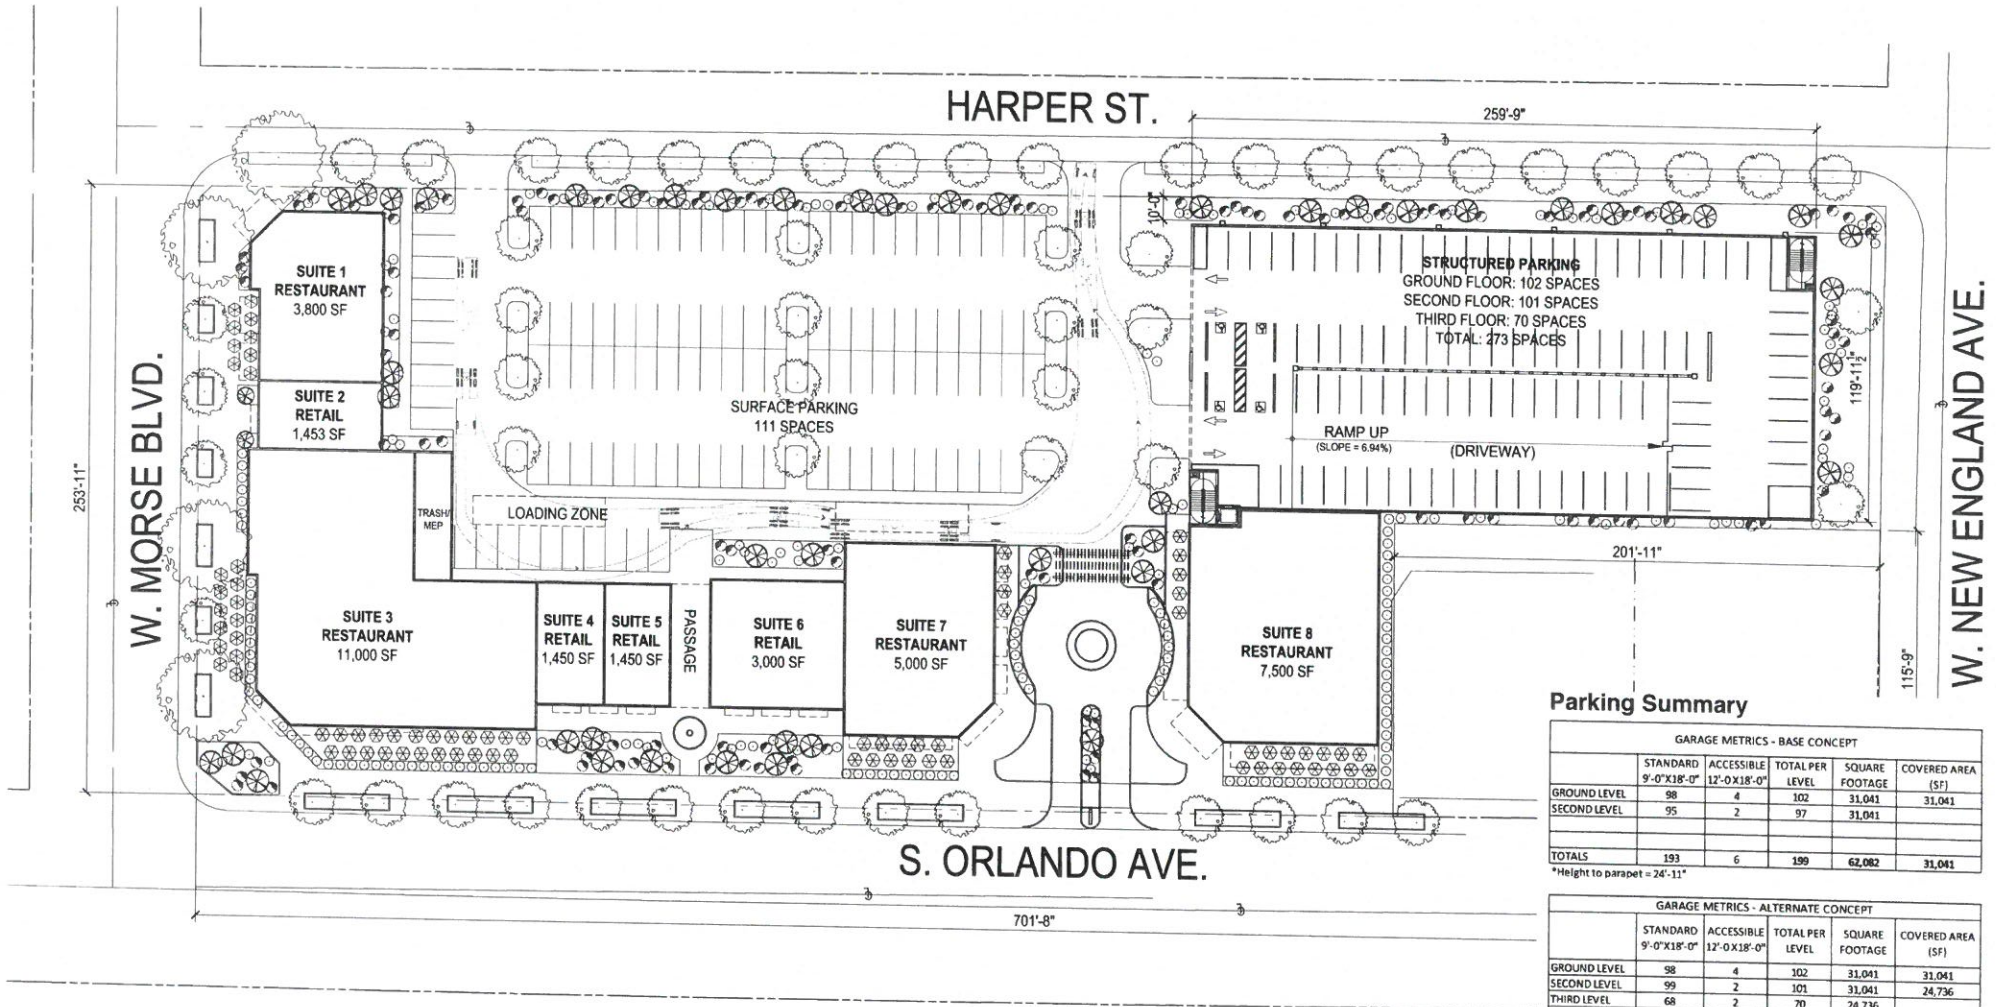 HARPER ST.
259'-9"
10'-0"
SUITE 1
RESTAURANT
3,800 SF
STRUCTURED PARKING
GROUND FLOOR: 102 SPACES
SECOND FLOOR: 101 SPACES
THIRD FLOOR: 70 SPACES
TOTAL: 273 SPACES
W. MORSE BLVD.
253'-11"
SUITE 2
RETAIL
1,453 SF
SURFACE PARKING
111 SPACES
RAMP UP
(SLOPE = 6.94%)
(DRIVEWAY)
119'-11 1/2"
W. NEW ENGLAND AVE.
TRASH/
MEP
LOADING ZONE
201'-11"
115'-9"
SUITE 3
RESTAURANT
11,000 SF
SUITE 4
RETAIL
1,450 SF
SUITE 5
RETAIL
1,450 SF
PASSAGE
SUITE 6
RETAIL
3,000 SF
SUITE 7
RESTAURANT
5,000 SF
SUITE 8
RESTAURANT
7,500 SF
S. ORLANDO AVE.
701'-8"
Parking Summary
GARAGE METRICS - BASE CONCEPT
STANDARD 9'-0"X18'-0" ACCESSIBLE 12'-0X18'-0" TOTAL PER LEVEL SQUARE FOOTAGE COVERED AREA (SF)
GROUND LEVEL 98 4 102 31,041 31,041
SECOND LEVEL 95 2 97 31,041
TOTALS 193 6 199 62,082 31,041
*Height to parapet = 24'-11"
GARAGE METRICS - ALTERNATE CONCEPT
STANDARD 9'-0"X18'-0" ACCESSIBLE 12'-0X18'-0" TOTAL PER LEVEL SQUARE FOOTAGE COVERED AREA (SF)
GROUND LEVEL 98 4 102 31,041 31,041
SECOND LEVEL 99 2 101 31,041 24,736
THIRD LEVEL 68 2 70 24,736